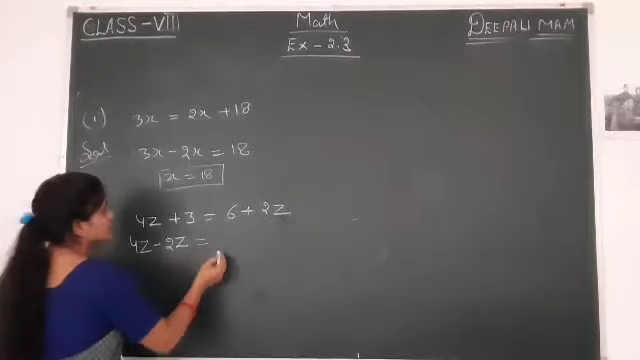 CLASS-VIII
Math
DEEPALI MAM
Ex-2.3
(1) 3x = 2x + 18
Sol. 3x - 2x = 18
x = 18
4z + 3 = 6 + 2z
4z - 2z =